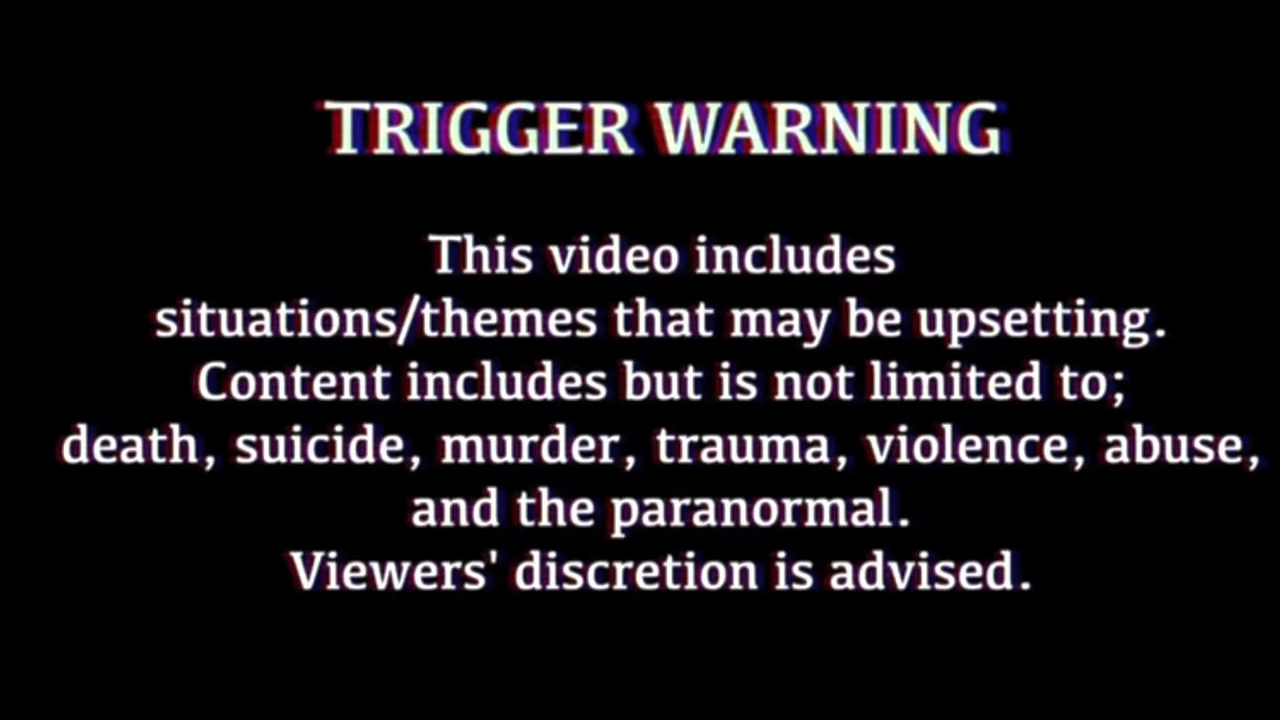 TRIGGER WARNING
This video includes
situations/themes that may be upsetting.
Content includes but is not limited to;
death, suicide, murder, trauma, violence, abuse,
and the paranormal.
Viewers' discretion is advised.